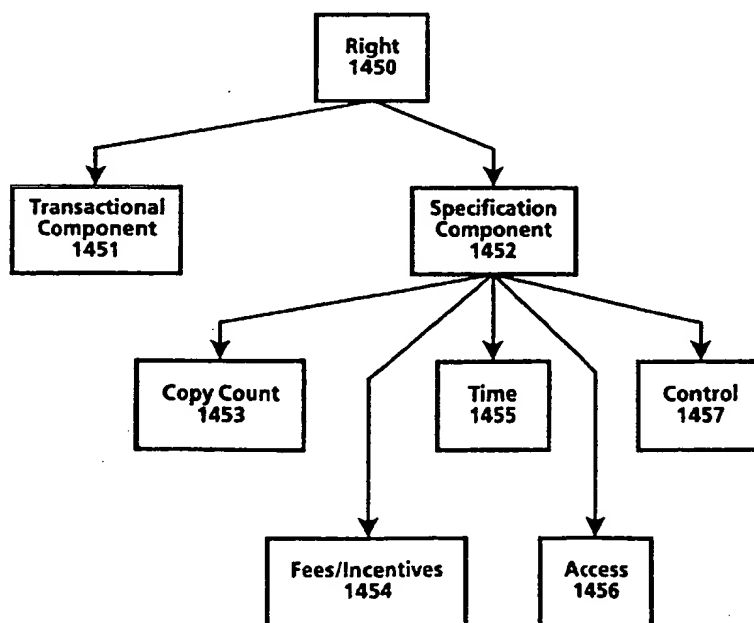 Right
1450
Transactional
Component
1451
Specification
Component
1452
Copy Count
1453
Time
1455
Control
1457
Fees/Incentives
1454
Access
1456